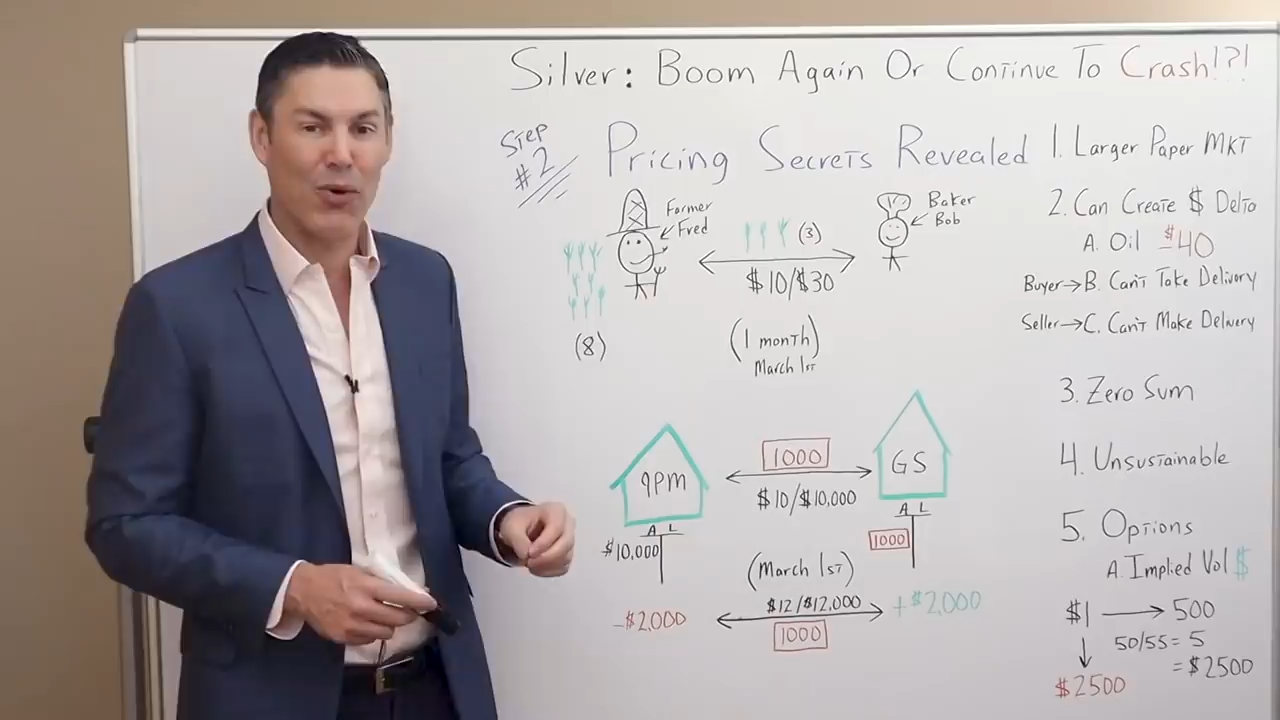 Silver: Boom Again Or Continue To Crash!?!
Step
#2
Pricing Secrets Revealed
Farmer
Fred
(3)
$10/$30
Baker
Bob
(8)
(1 month)
March 1st
1000
$10/$10,000
JPM
A L
$10,000
GS
A L
1000
(March 1st)
$12/$12,000
1000
-$2,000
+$2,000
1. Larger Paper MKT
2. Can Create $ Delta
A. Oil -$40
Buyer→B. Can't Take Delivery
Seller→C. Can't Make Delivery
3. Zero Sum
4. Unsustainable
5. Options
A. Implied Vol $
$1 → 500
50/55 = 5
= $2500
$2500